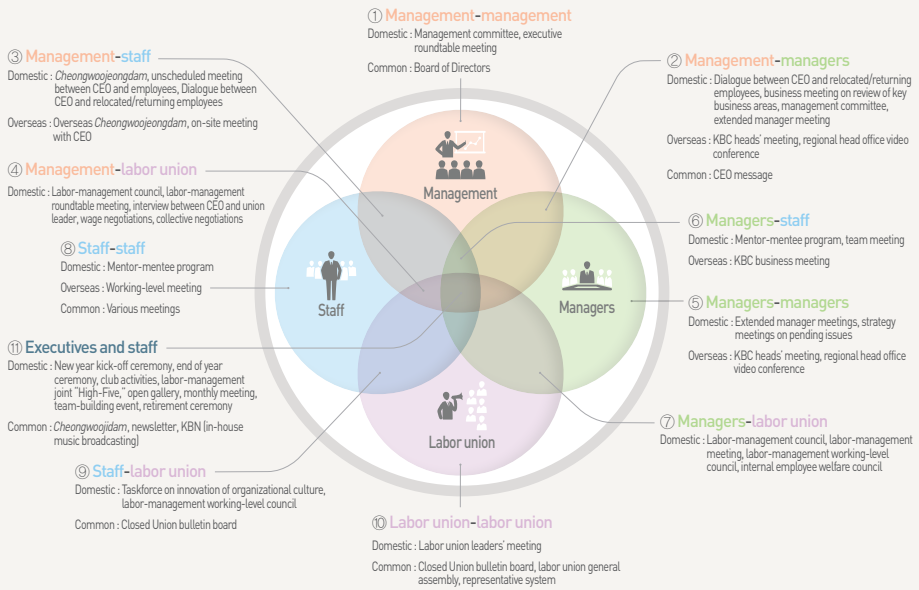 ① Management-management
Domestic : Management committee, executive
roundtable meeting
Common : Board of Directors
② Management-managers
Domestic : Dialogue between CEO and relocated/returning
employees, business meeting on review of key
business areas, management committee,
extended manager meeting
Overseas : KBC heads' meeting, regional head office video
conference
Common : CEO message
③ Management-staff
Domestic : Cheongwoojeongdam, unscheduled meeting
between CEO and employees, Dialogue between
CEO and relocated/returning employees
Overseas : Overseas Cheongwoojeongdam, on-site meeting
with CEO
④ Management-labor union
Domestic : Labor-management council, labor-management
roundtable meeting, interview between CEO and union
leader, wage negotiations, collective negotiations
⑧ Staff-staff
Domestic : Mentor-mentee program
Overseas : Working-level meeting
Common : Various meetings
⑪ Executives and staff
Domestic : New year kick-off ceremony, end of year
ceremony, club activities, labor-management
joint "High-Five," open gallery, monthly meeting,
team-building event, retirement ceremony
Common : Cheongwoojidam, newsletter, KBN (in-house
music broadcasting)
⑨ Staff-labor union
Domestic : Taskforce on innovation of organizational culture,
labor-management working-level council
Common : Closed Union bulletin board
Management
Staff
Managers
Labor union
⑥ Managers-staff
Domestic : Mentor-mentee program, team meeting
Overseas : KBC business meeting
⑤ Managers-managers
Domestic : Extended manager meetings, strategy
meetings on pending issues
Overseas : KBC heads' meeting, regional head office
video conference
⑦ Managers-labor union
Domestic : Labor-management council, labor-management
meeting, labor-management working-level
council, internal employee welfare council
⑩ Labor union-labor union
Domestic : Labor union leaders' meeting
Common : Closed Union bulletin board, labor union general
assembly, representative system